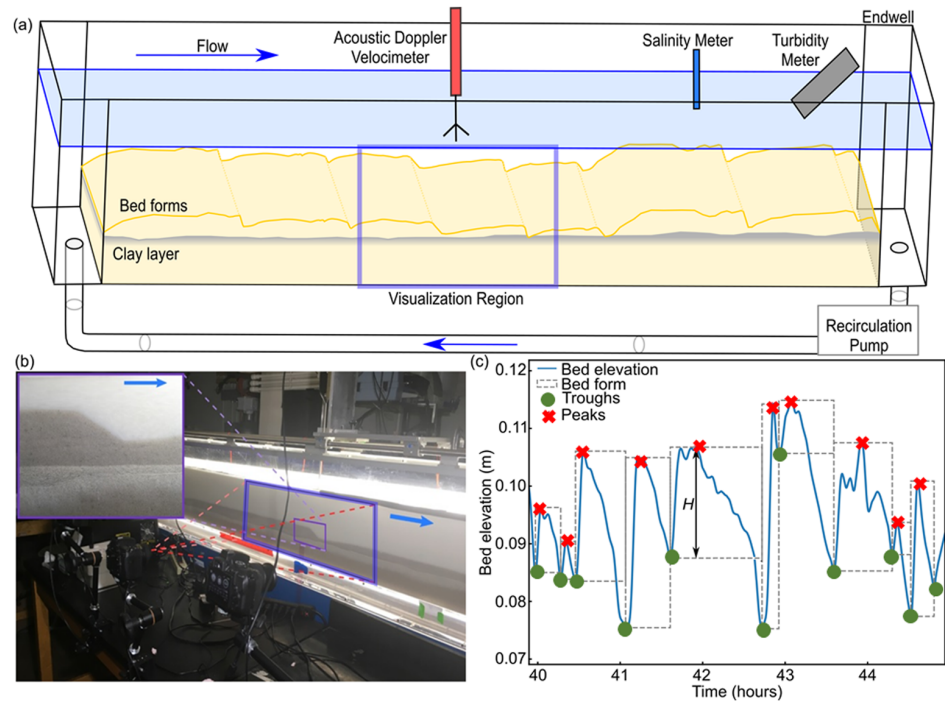 (a)
Flow
Acoustic Doppler
Velocimeter
Salinity Meter
Turbidity
Meter
Endwell
Bed forms
Clay layer
Visualization Region
Recirculation
Pump
(b)
(c)
Bed elevation
Bed form
Troughs
Peaks
H
Bed elevation (m)
0.12
0.11
0.10
0.09
0.08
0.07
40
41
42
43
44
Time (hours)